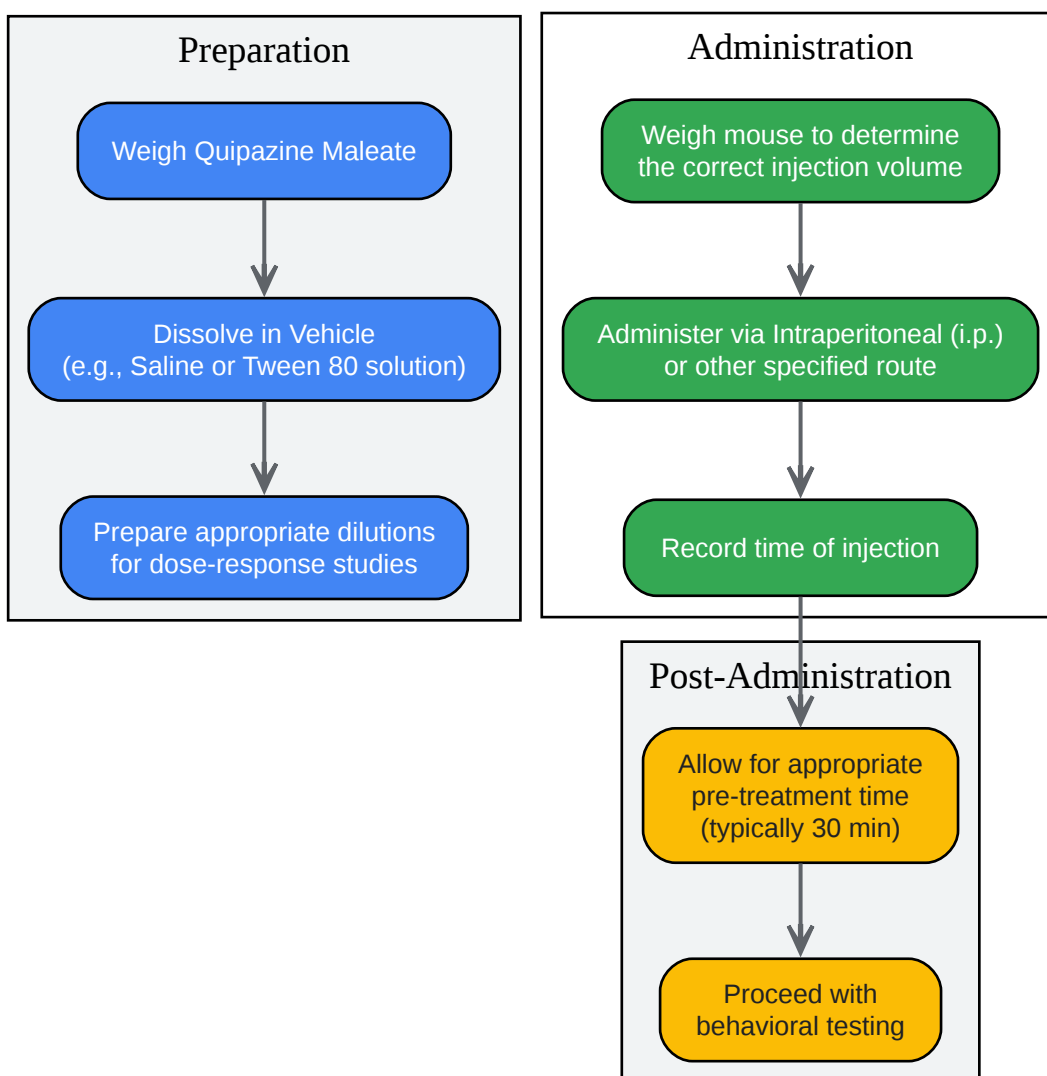 Preparation
Weigh Quipazine Maleate
Dissolve in Vehicle
(e.g., Saline or Tween 80 solution)
Prepare appropriate dilutions
for dose-response studies
Administration
Weigh mouse to determine
the correct injection volume
Administer via Intraperitoneal (i.p.)
or other specified route
Record time of injection
Post-Administration
Allow for appropriate
pre-treatment time
(typically 30 min)
Proceed with
behavioral testing